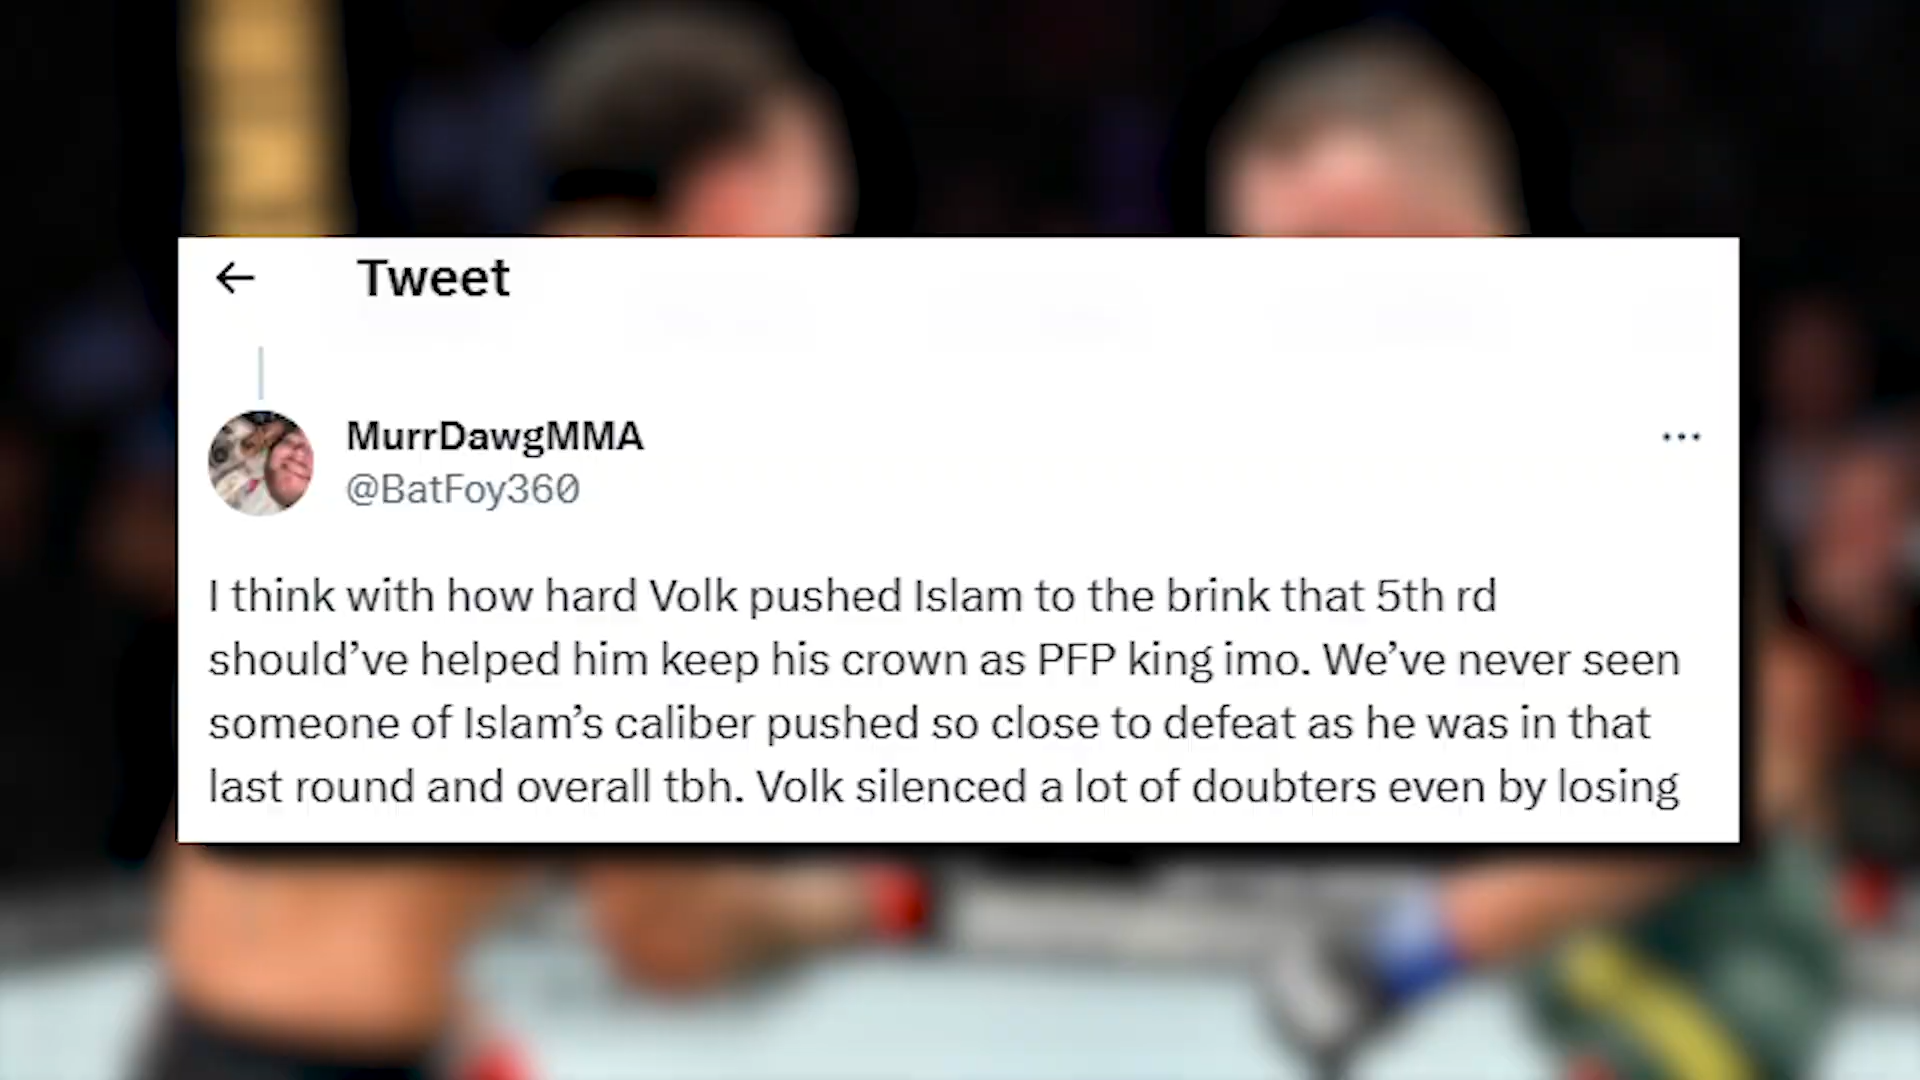 Tweet
MurrDawgMMA
@BatFoy360
I think with how hard Volk pushed Islam to the brink that 5th rd
should’ve helped him keep his crown as PFP king imo. We’ve never seen
someone of Islam’s caliber pushed so close to defeat as he was in that
last round and overall tbh. Volk silenced a lot of doubters even by losing